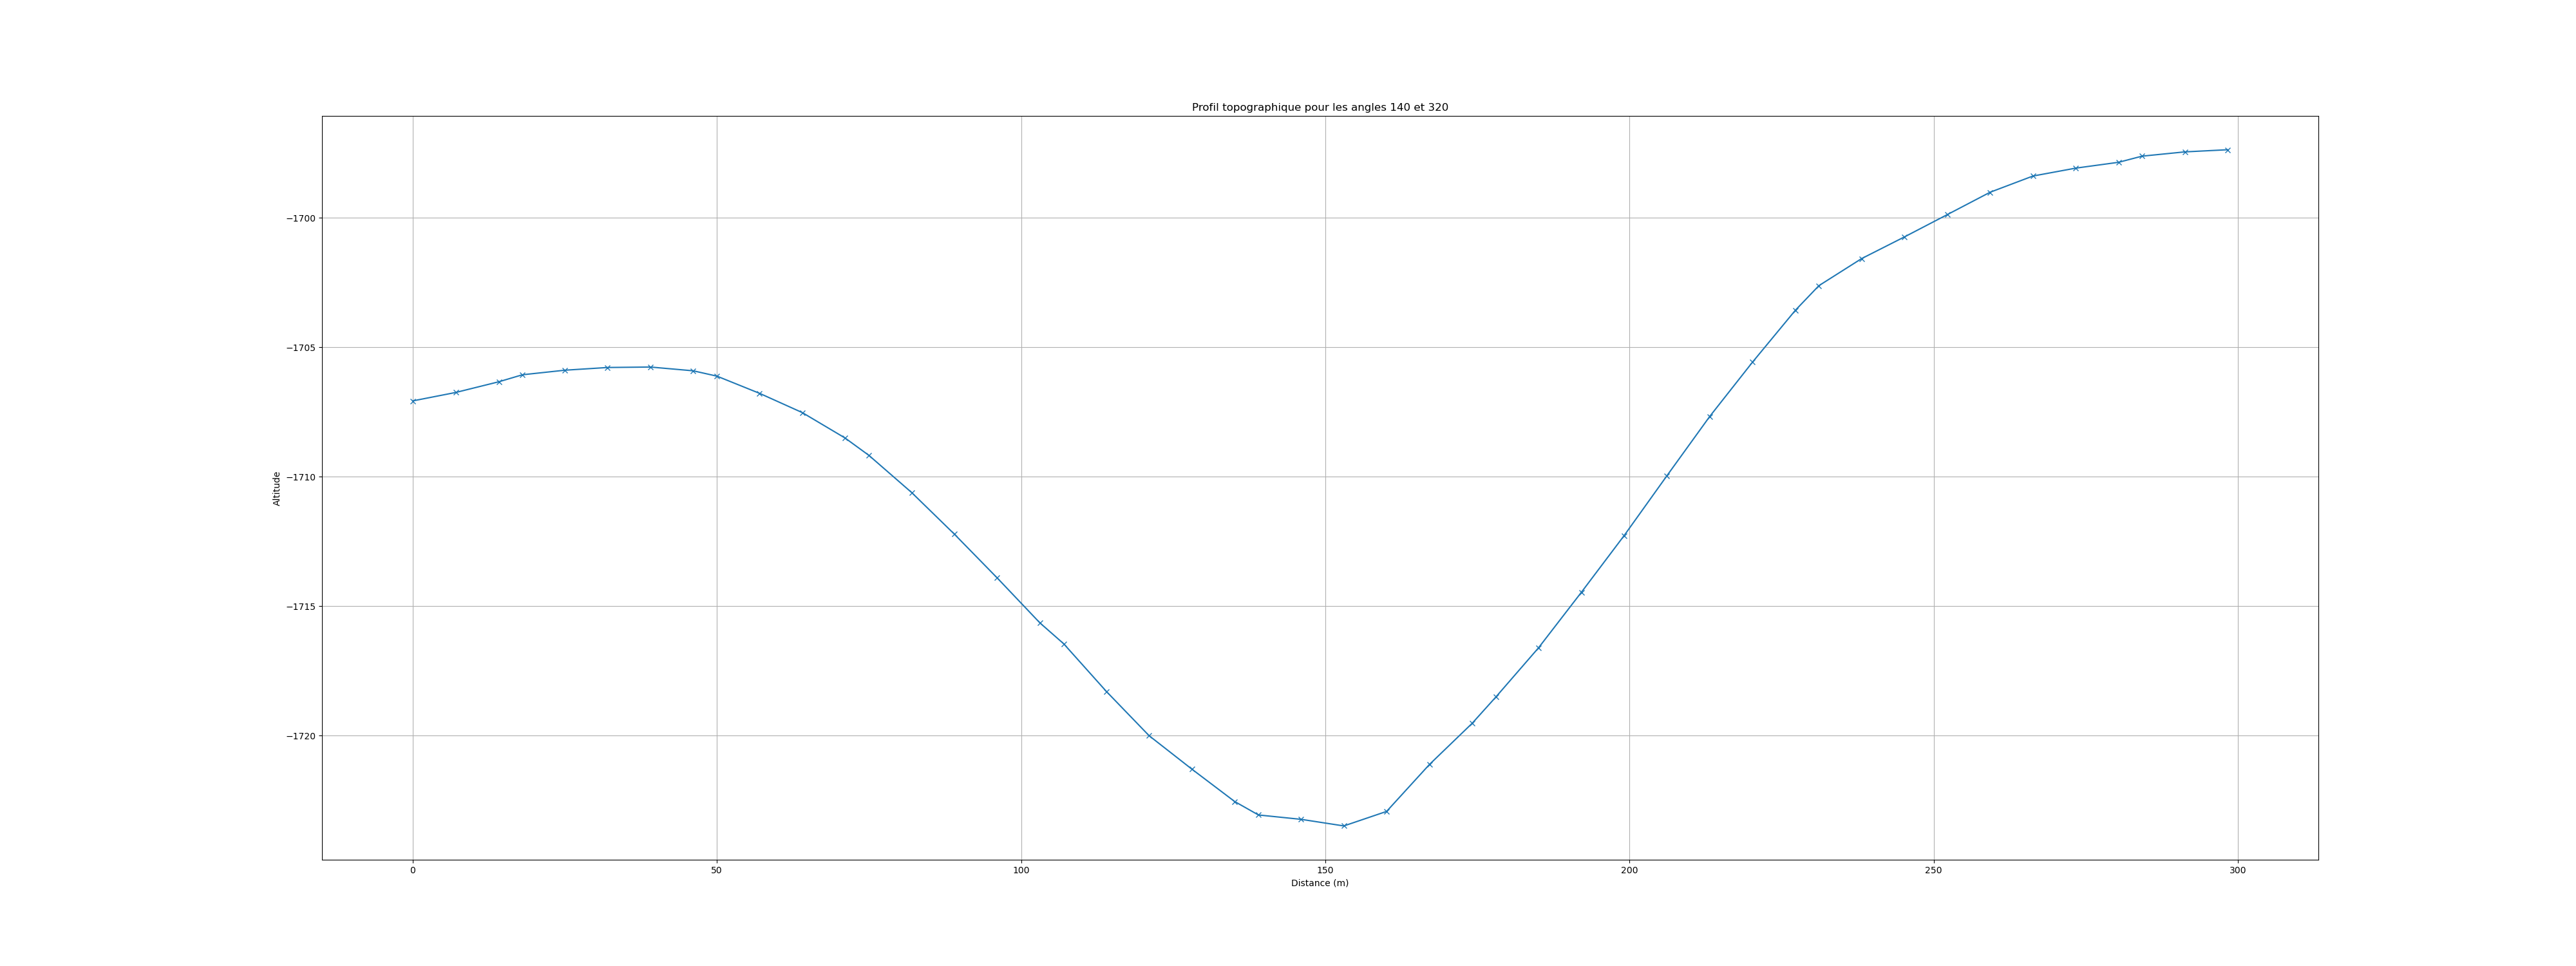 Profil topographique pour les angles 140 et 320
−1700
−1705
−1710
−1715
−1720
Altitude
0 50 100 150 200 250 300
Distance (m)